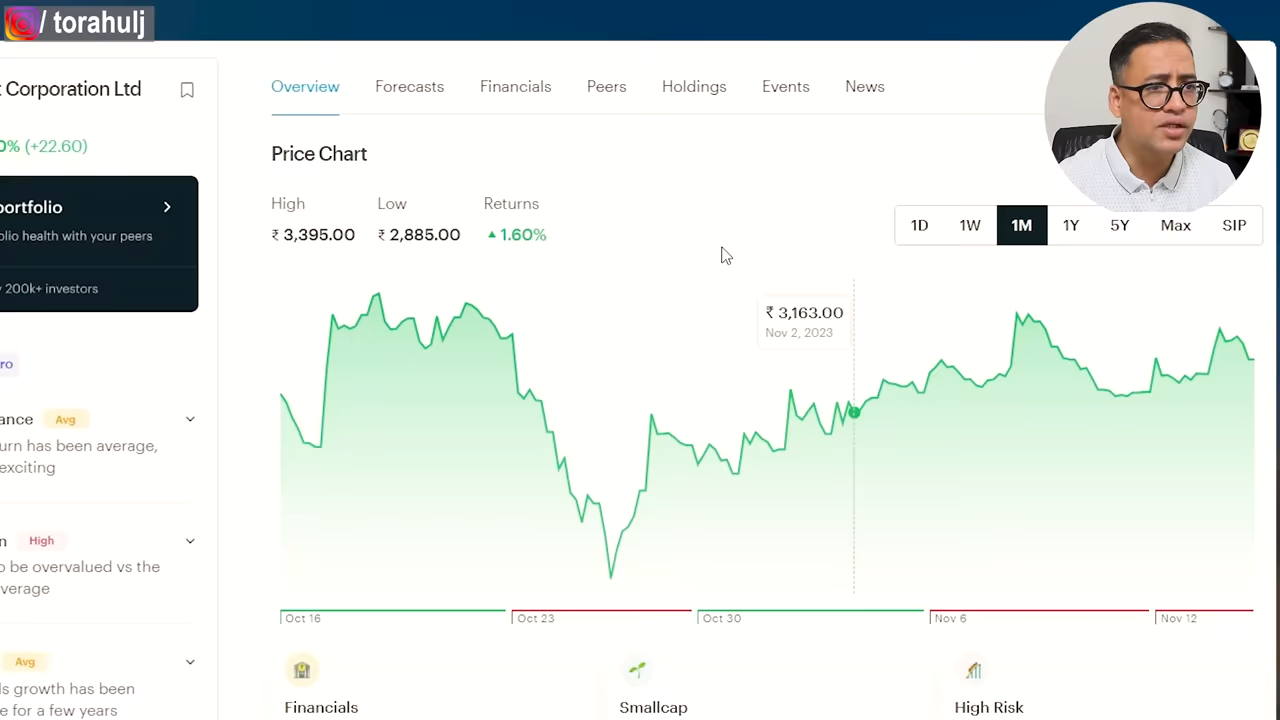 / torahulj
t Corporation Ltd
0% (+22.60)
portfolio
olio health with your peers
y 200k+ investors
ro
ance Avg
urn has been average,
exciting
n High
o be overvalued vs the
verage
Avg
ls growth has been
e for a few years
Overview Forecasts Financials Peers Holdings Events News
Price Chart
High Low Returns
₹ 3,395.00 ₹ 2,885.00 ▲ 1.60%
1D 1W 1M 1Y 5Y Max SIP
₹ 3,163.00
Nov 2, 2023
Oct 16 Oct 23 Oct 30 Nov 6 Nov 12
Financials Smallcap High Risk